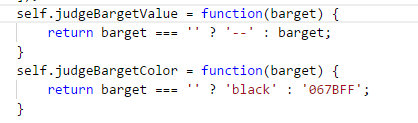 self.judgeBargetValue = function(barget) {
    return barget === '' ? '--' : barget;
}
self.judgeBargetColor = function(barget) {
    return barget === '' ? 'black' : '067BFF';
}